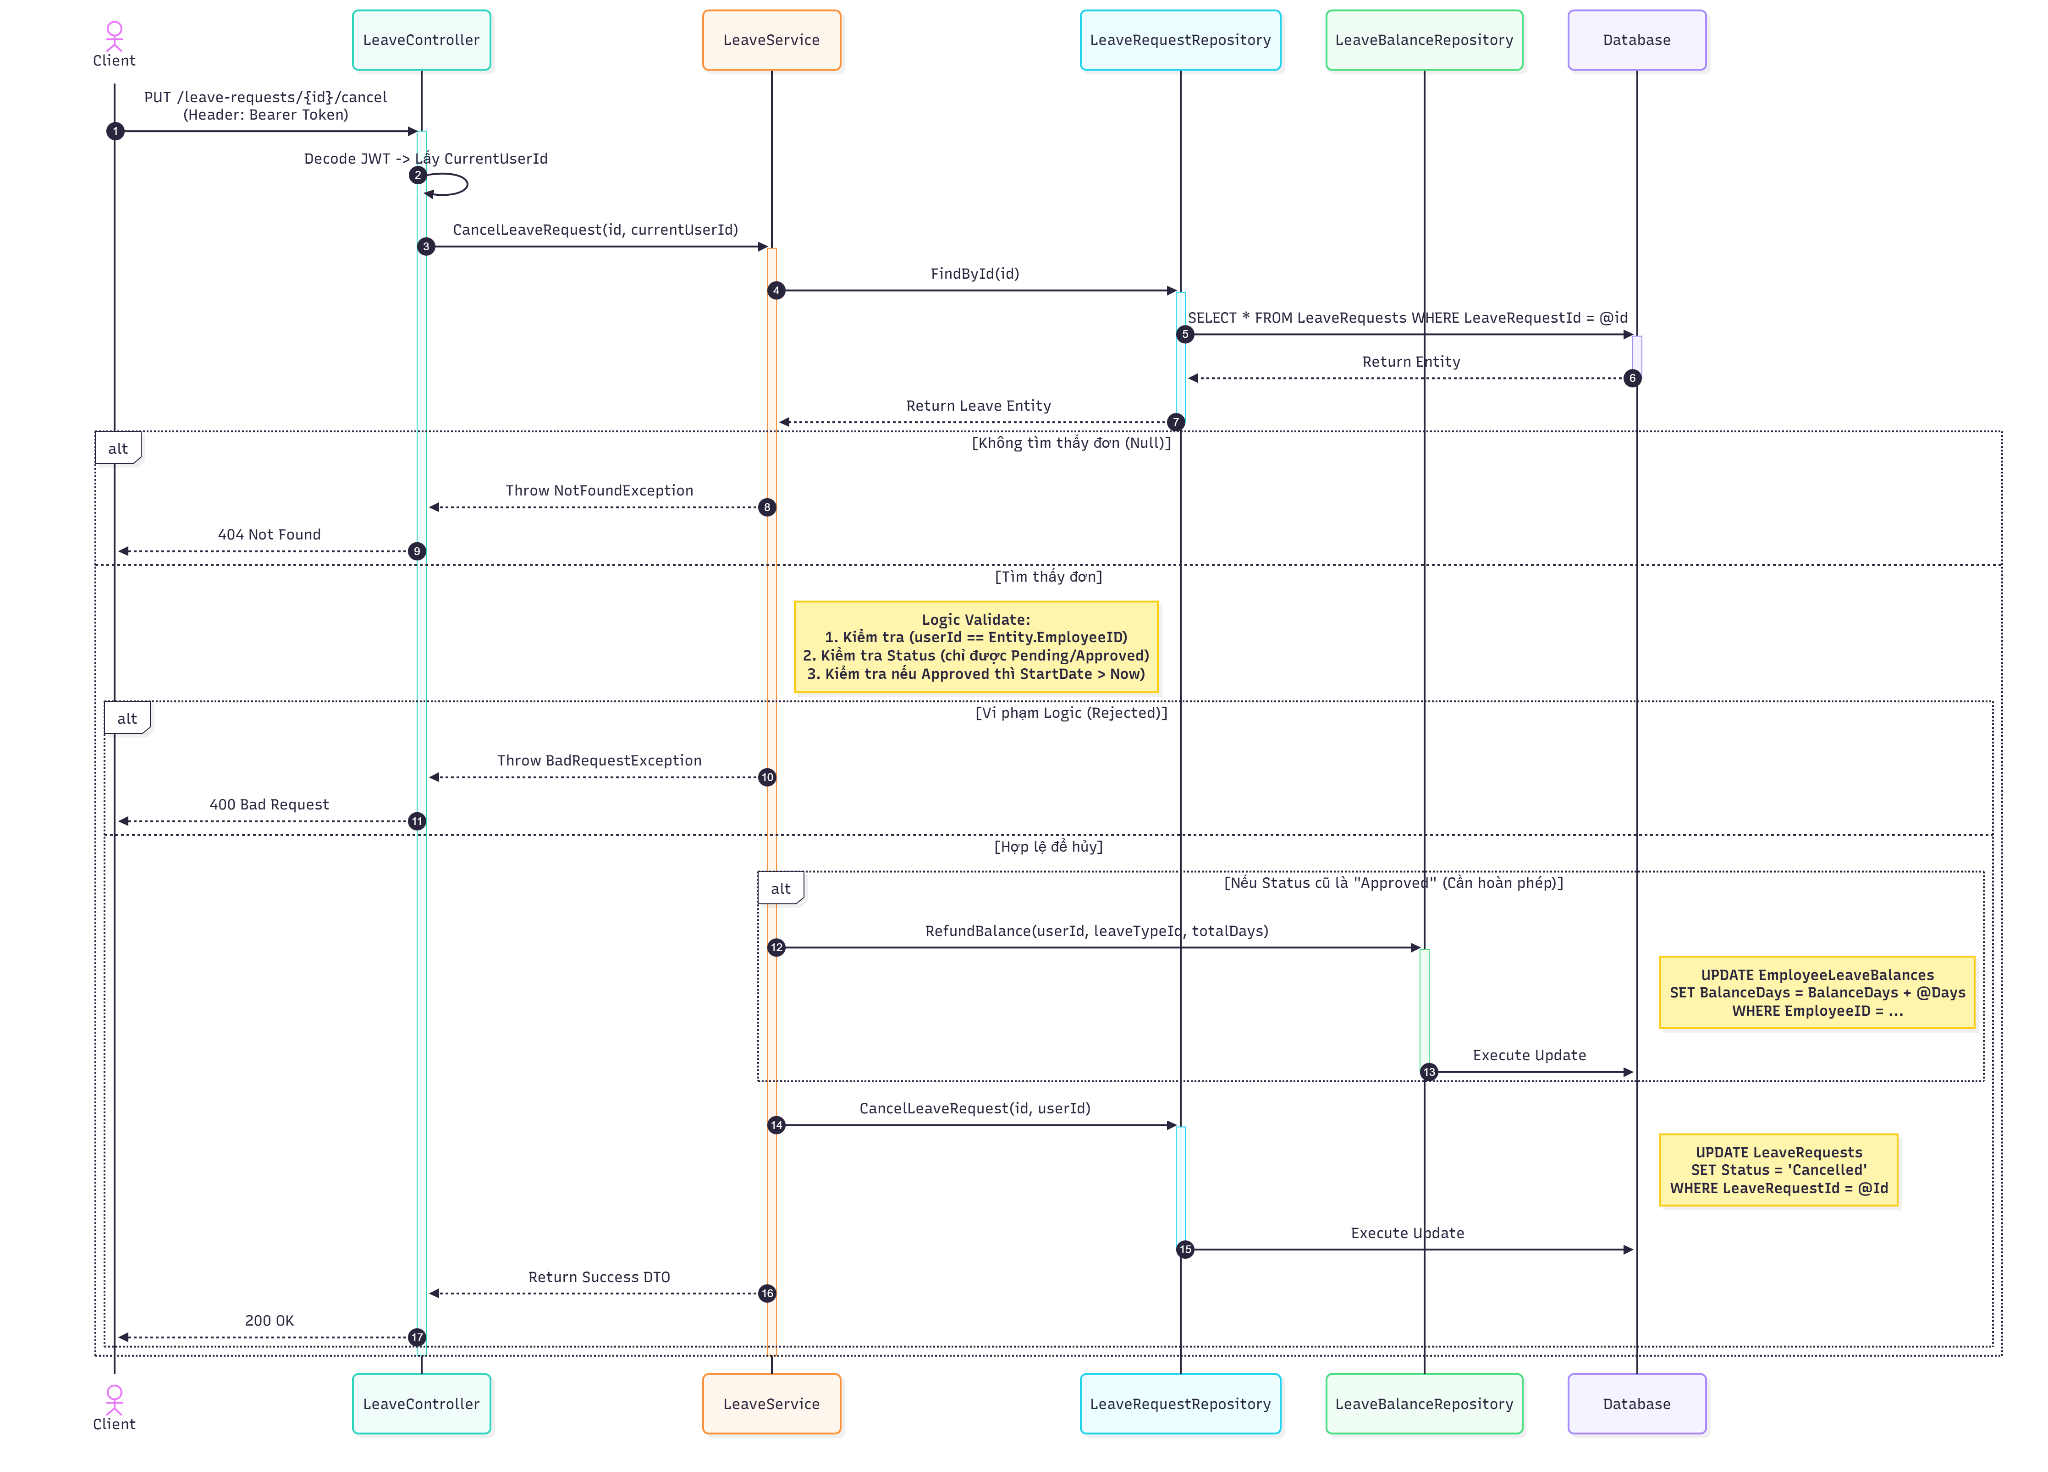 Client
LeaveController
LeaveService
LeaveRequestRepository
LeaveBalanceRepository
Database
PUT /leave-requests/{id}/cancel
(Header: Bearer Token)
1
Decode JWT -> Lấy CurrentUserId
2
CancelLeaveRequest(id, currentUserId)
3
FindById(id)
4
SELECT * FROM LeaveRequests WHERE LeaveRequestId = @id
5
Return Entity
6
Return Leave Entity
7
alt
[Không tìm thấy đơn (Null)]
Throw NotFoundException
8
404 Not Found
9
[Tìm thấy đơn]
Logic Validate:
1. Kiểm tra (userId == Entity.EmployeeID)
2. Kiểm tra Status (chỉ được Pending/Approved)
3. Kiểm tra nếu Approved thì StartDate > Now)
alt
[Vi phạm Logic (Rejected)]
Throw BadRequestException
10
400 Bad Request
11
[Hợp lệ để hủy]
alt
[Nếu Status cũ là "Approved" (Cần hoàn phép)]
RefundBalance(userId, leaveTypeId, totalDays)
12
UPDATE EmployeeLeaveBalances
SET BalanceDays = BalanceDays + @Days
WHERE EmployeeID = ...
Execute Update
13
CancelLeaveRequest(id, userId)
14
UPDATE LeaveRequests
SET Status = 'Cancelled'
WHERE LeaveRequestId = @Id
Execute Update
15
Return Success DTO
16
200 OK
17
Client
LeaveController
LeaveService
LeaveRequestRepository
LeaveBalanceRepository
Database